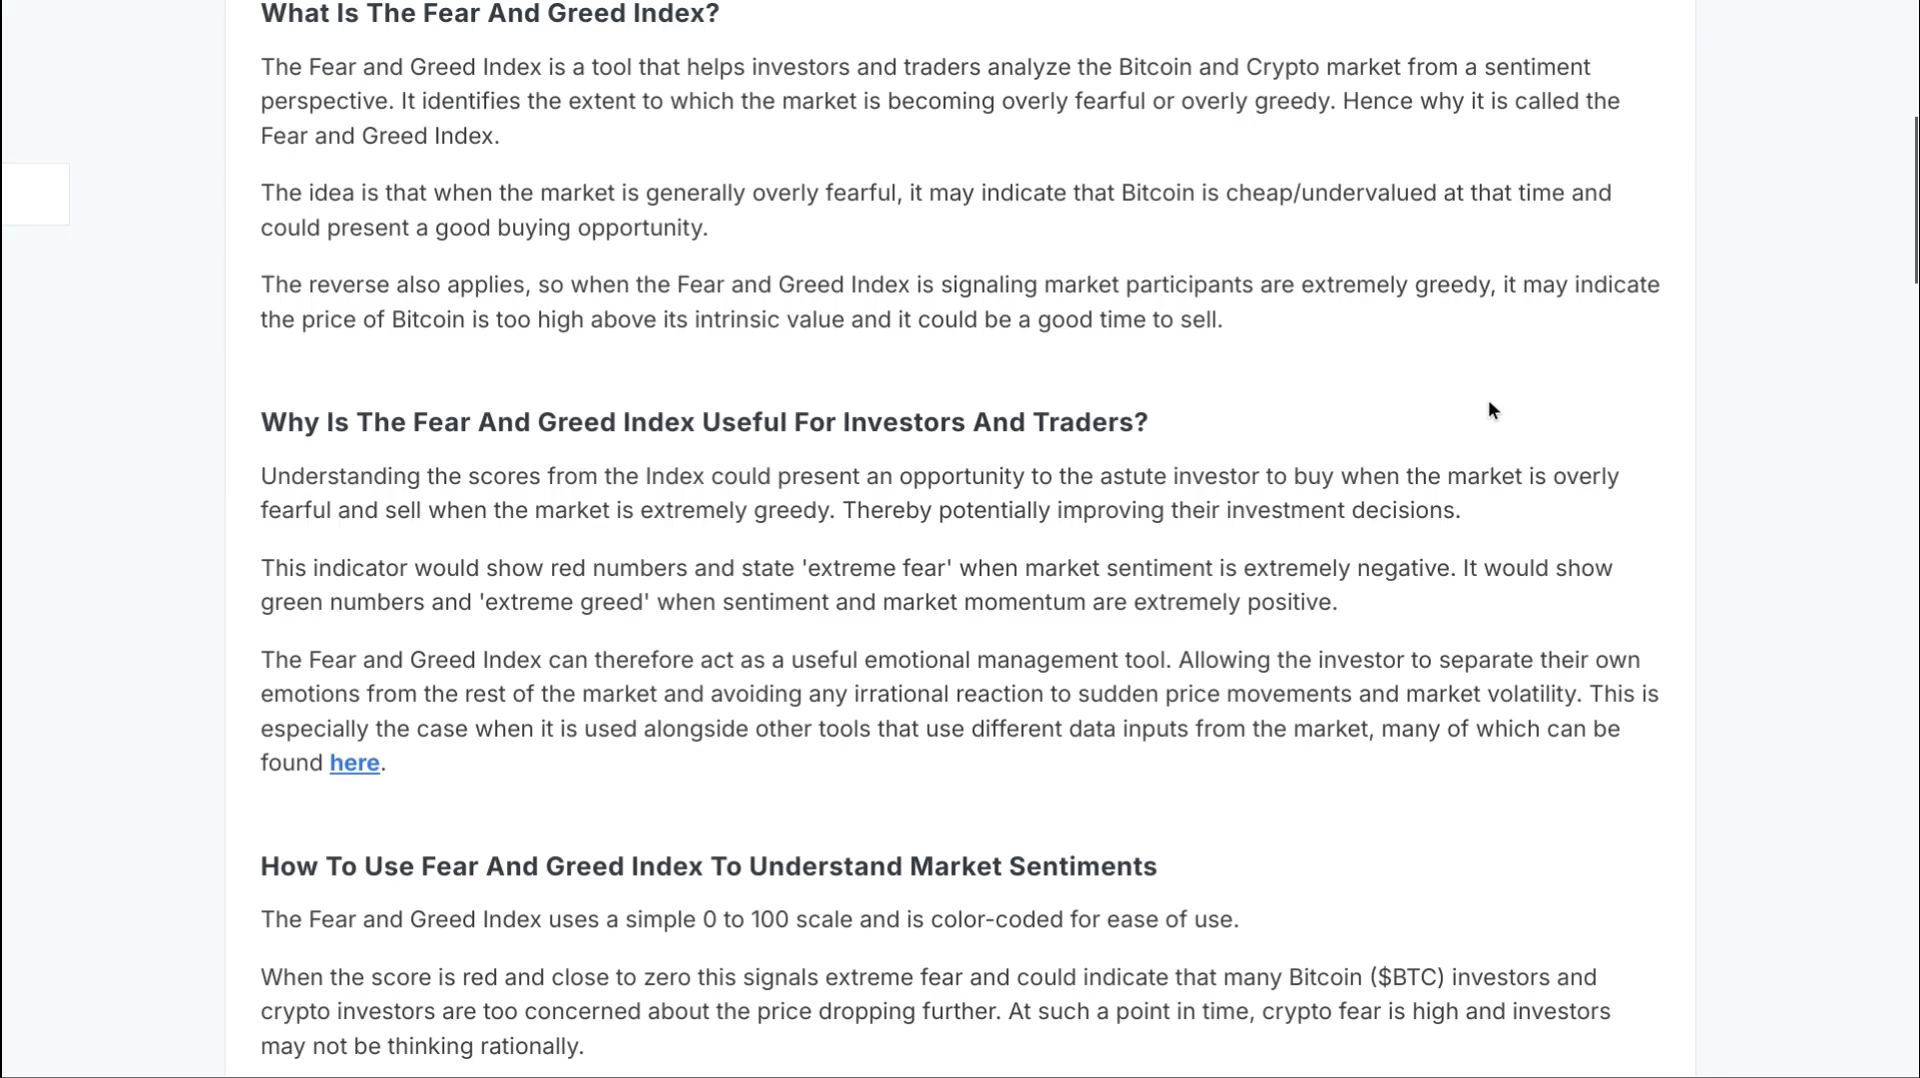 What Is The Fear And Greed Index?
The Fear and Greed Index is a tool that helps investors and traders analyze the Bitcoin and Crypto market from a sentiment
perspective. It identifies the extent to which the market is becoming overly fearful or overly greedy. Hence why it is called the
Fear and Greed Index.
The idea is that when the market is generally overly fearful, it may indicate that Bitcoin is cheap/undervalued at that time and
could present a good buying opportunity.
The reverse also applies, so when the Fear and Greed Index is signaling market participants are extremely greedy, it may indicate
the price of Bitcoin is too high above its intrinsic value and it could be a good time to sell.
Why Is The Fear And Greed Index Useful For Investors And Traders?
Understanding the scores from the Index could present an opportunity to the astute investor to buy when the market is overly
fearful and sell when the market is extremely greedy. Thereby potentially improving their investment decisions.
This indicator would show red numbers and state 'extreme fear' when market sentiment is extremely negative. It would show
green numbers and 'extreme greed' when sentiment and market momentum are extremely positive.
The Fear and Greed Index can therefore act as a useful emotional management tool. Allowing the investor to separate their own
emotions from the rest of the market and avoiding any irrational reaction to sudden price movements and market volatility. This is
especially the case when it is used alongside other tools that use different data inputs from the market, many of which can be
found here.
How To Use Fear And Greed Index To Understand Market Sentiments
The Fear and Greed Index uses a simple 0 to 100 scale and is color-coded for ease of use.
When the score is red and close to zero this signals extreme fear and could indicate that many Bitcoin ($BTC) investors and
crypto investors are too concerned about the price dropping further. At such a point in time, crypto fear is high and investors
may not be thinking rationally.